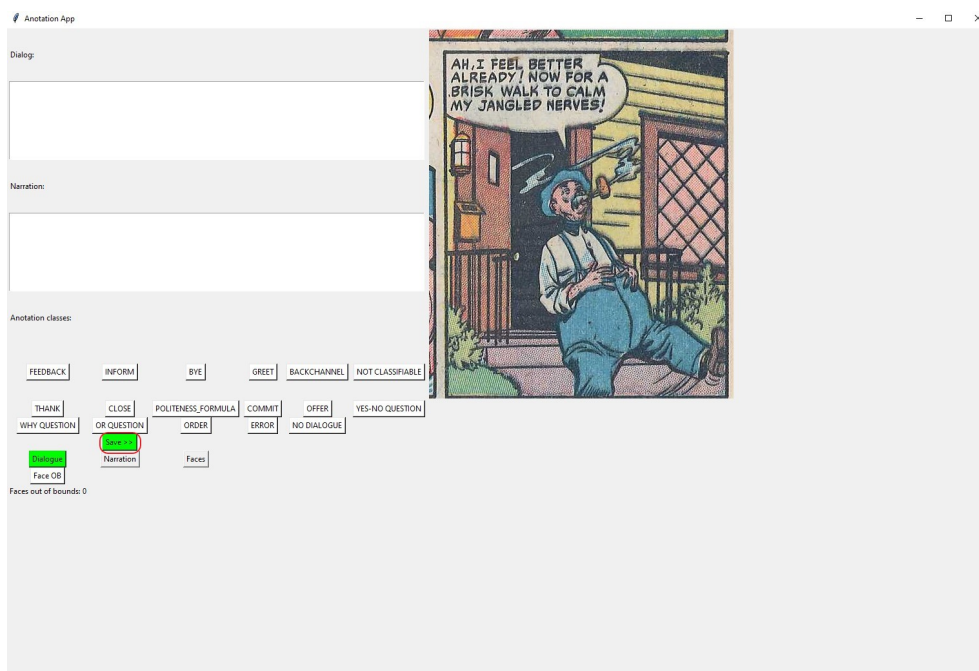 Anotation App
Dialog:
Narration:
Anotation classes:
FEEDBACK INFORM BYE GREET BACKCHANNEL NOT CLASSIFIABLE
THANK CLOSE POLITENESS_FORMULA COMMIT OFFER YES-NO QUESTION
WHY QUESTION OR QUESTION ORDER ERROR NO DIALOGUE
Save >>
Dialogue Narration Faces
Face OB
Faces out of bounds: 0
AH, I FEEL BETTER
ALREADY! NOW FOR A
BRISK WALK TO CALM
MY JANGLED NERVES!